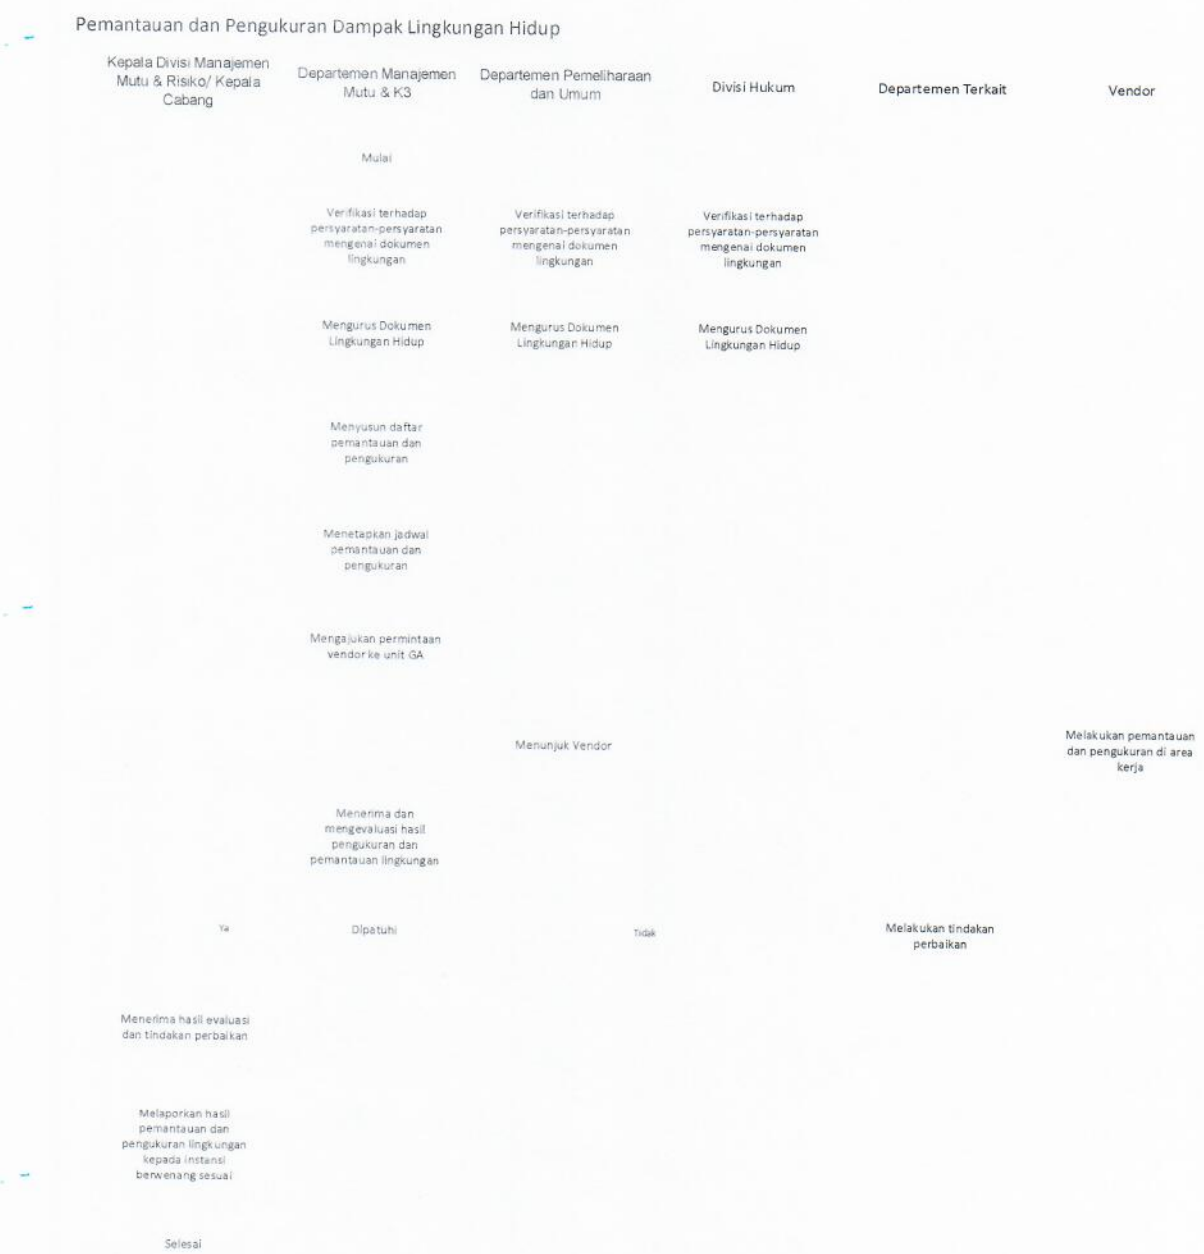 Pemantauan dan Pengukuran Dampak Lingkungan Hidup
Kepala Divisi Manajemen
Mutu & Risiko/ Kepala
Cabang
Departemen Manajemen
Mutu & K3
Departemen Pemeliharaan
dan Umum
Divisi Hukum
Departemen Terkait
Vendor
Mulai
Verifikasi terhadap
persyaratan-persyaratan
mengenai dokumen
lingkungan
Verifikasi terhadap
persyaratan-persyaratan
mengenai dokumen
lingkungan
Verifikasi terhadap
persyaratan-persyaratan
mengenai dokumen
lingkungan
Mengurus Dokumen
Lingkungan Hidup
Mengurus Dokumen
Lingkungan Hidup
Mengurus Dokumen
Lingkungan Hidup
Menyusun daftar
pemantauan dan
pengukuran
Menetapkan jadwal
pemantauan dan
pengukuran
Mengajukan permintaan
vendor ke unit GA
Menunjuk Vendor
Melakukan pemantauan
dan pengukuran di area
kerja
Menerima dan
mengevaluasi hasil
pengukuran dan
pemantauan lingkungan
Ya
Dipatuhi
Tidak
Melakukan tindakan
perbaikan
Menerima hasil evaluasi
dan tindakan perbaikan
Melaporkan hasil
pemantauan dan
pengukuran lingkungan
kepada instansi
berwenang sesuai
Selesai